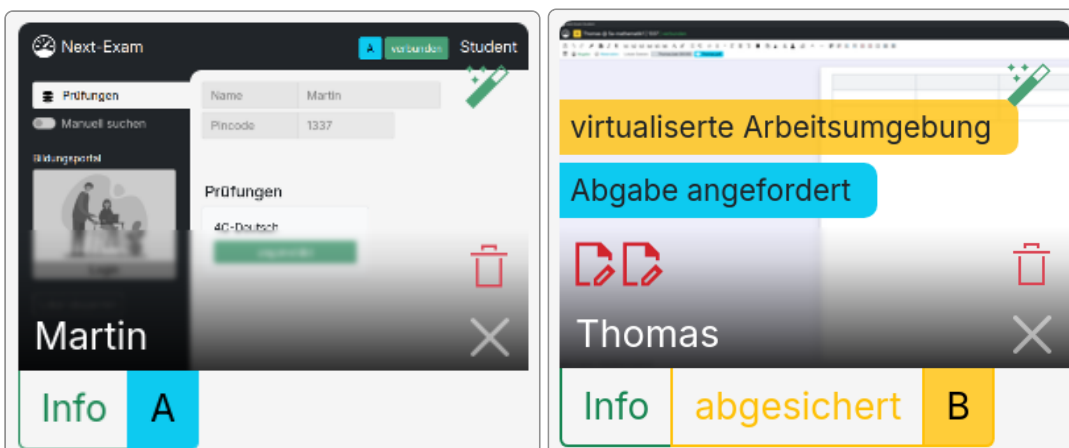 Next-Exam
A verbunden Student
Prüfungen
Manuell suchen
Bildungsportal
Name Martin
Pincode 1337
Prüfungen
4C-Deutsch
Martin
Info A
virtualiserte Arbeitsumgebung
Abgabe angefordert
Thomas
Info abgesichert B